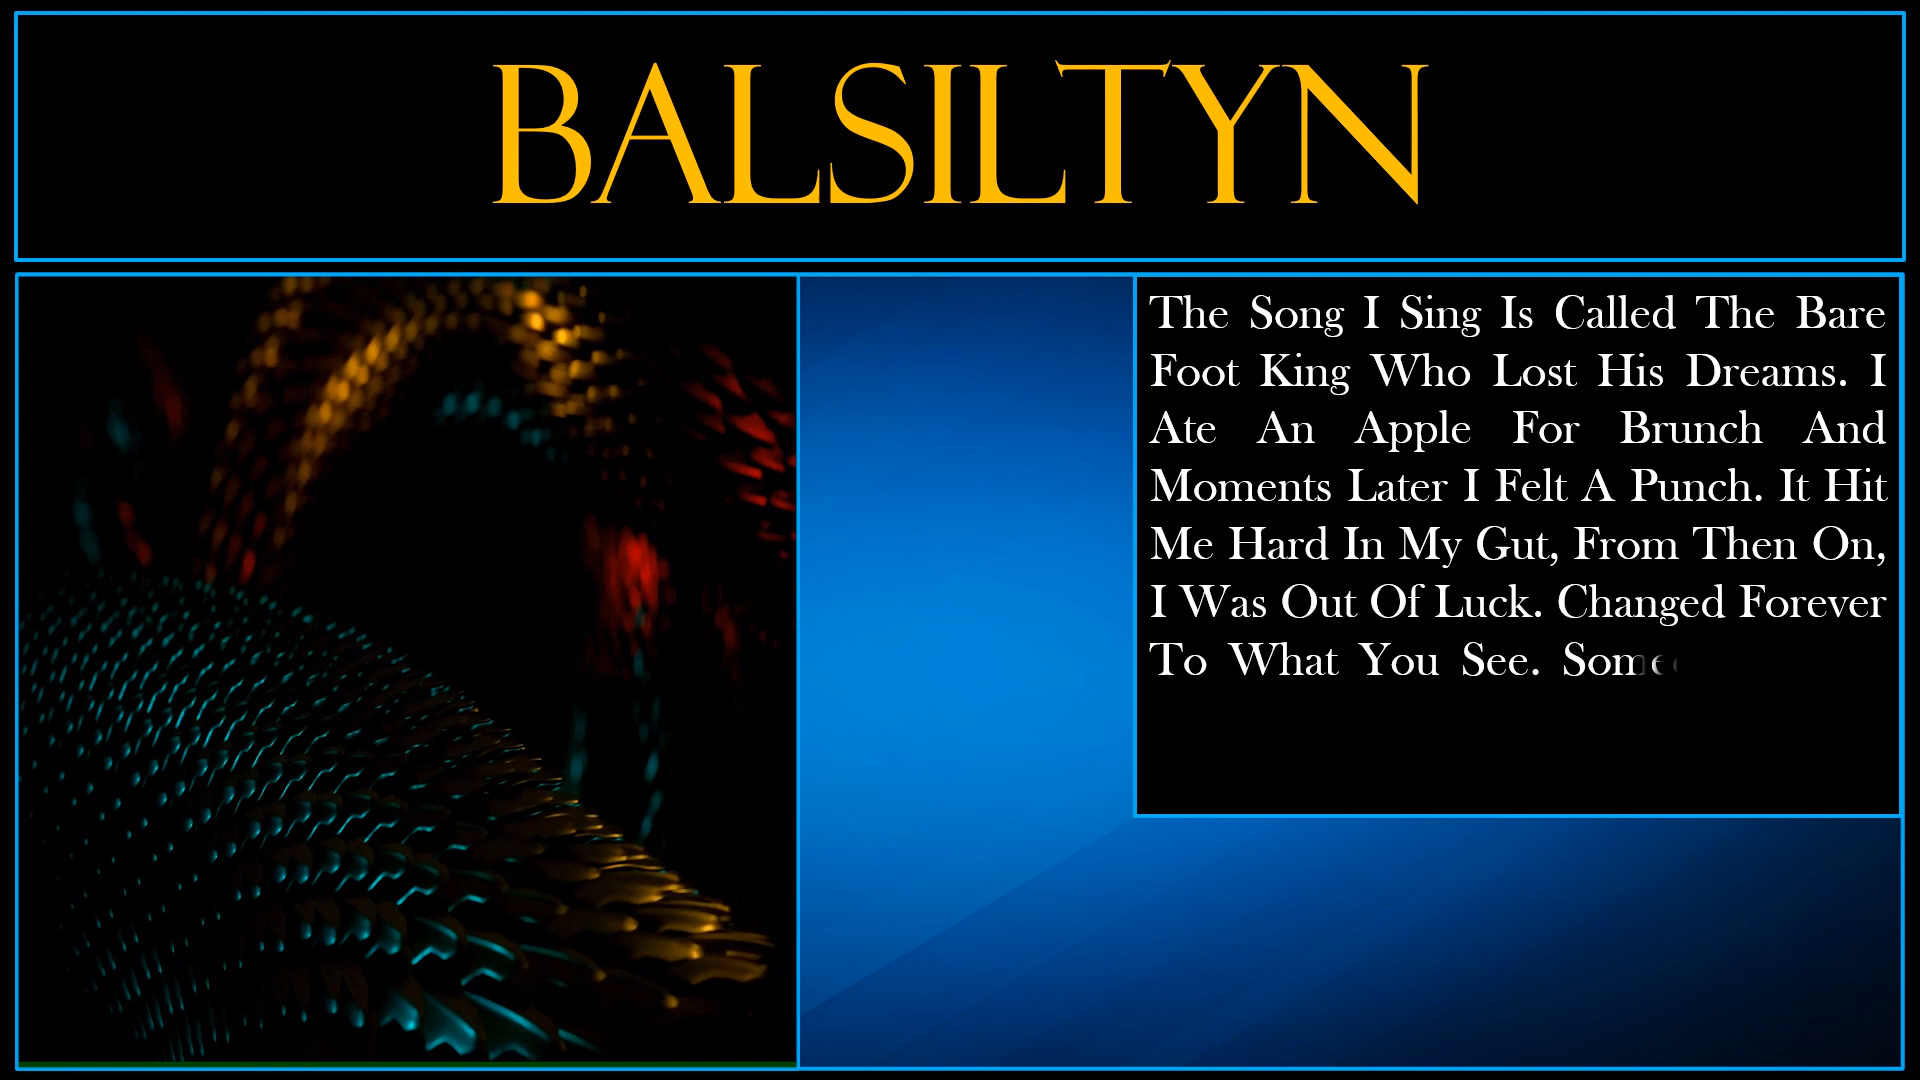 BALSILTYN
The Song I Sing Is Called The Bare
Foot King Who Lost His Dreams. I
Ate An Apple For Brunch And
Moments Later I Felt A Punch. It Hit
Me Hard In My Gut, From Then On,
I Was Out Of Luck. Changed Forever
To What You See.